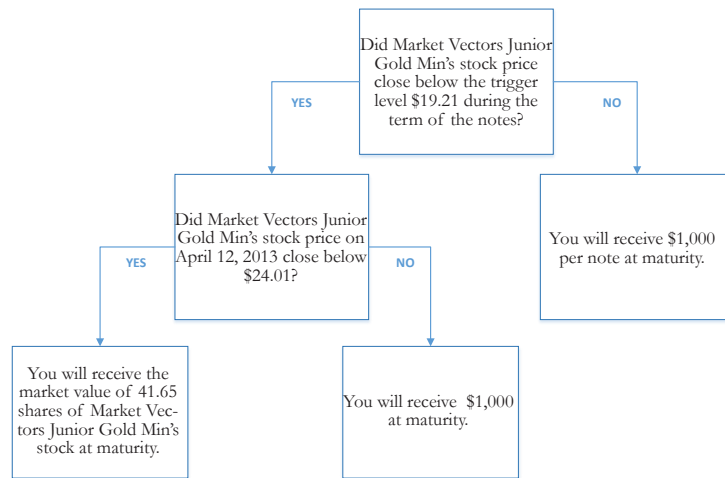 Did Market Vectors Junior
Gold Min's stock price
close below the trigger
level $19.21 during the
term of the notes?
YES
NO
Did Market Vectors Junior
Gold Min's stock price on
April 12, 2013 close below
$24.01?
You will receive $1,000
per note at maturity.
YES
NO
You will receive the
market value of 41.65
shares of Market Vec-
tors Junior Gold Min's
stock at maturity.
You will receive $1,000
at maturity.